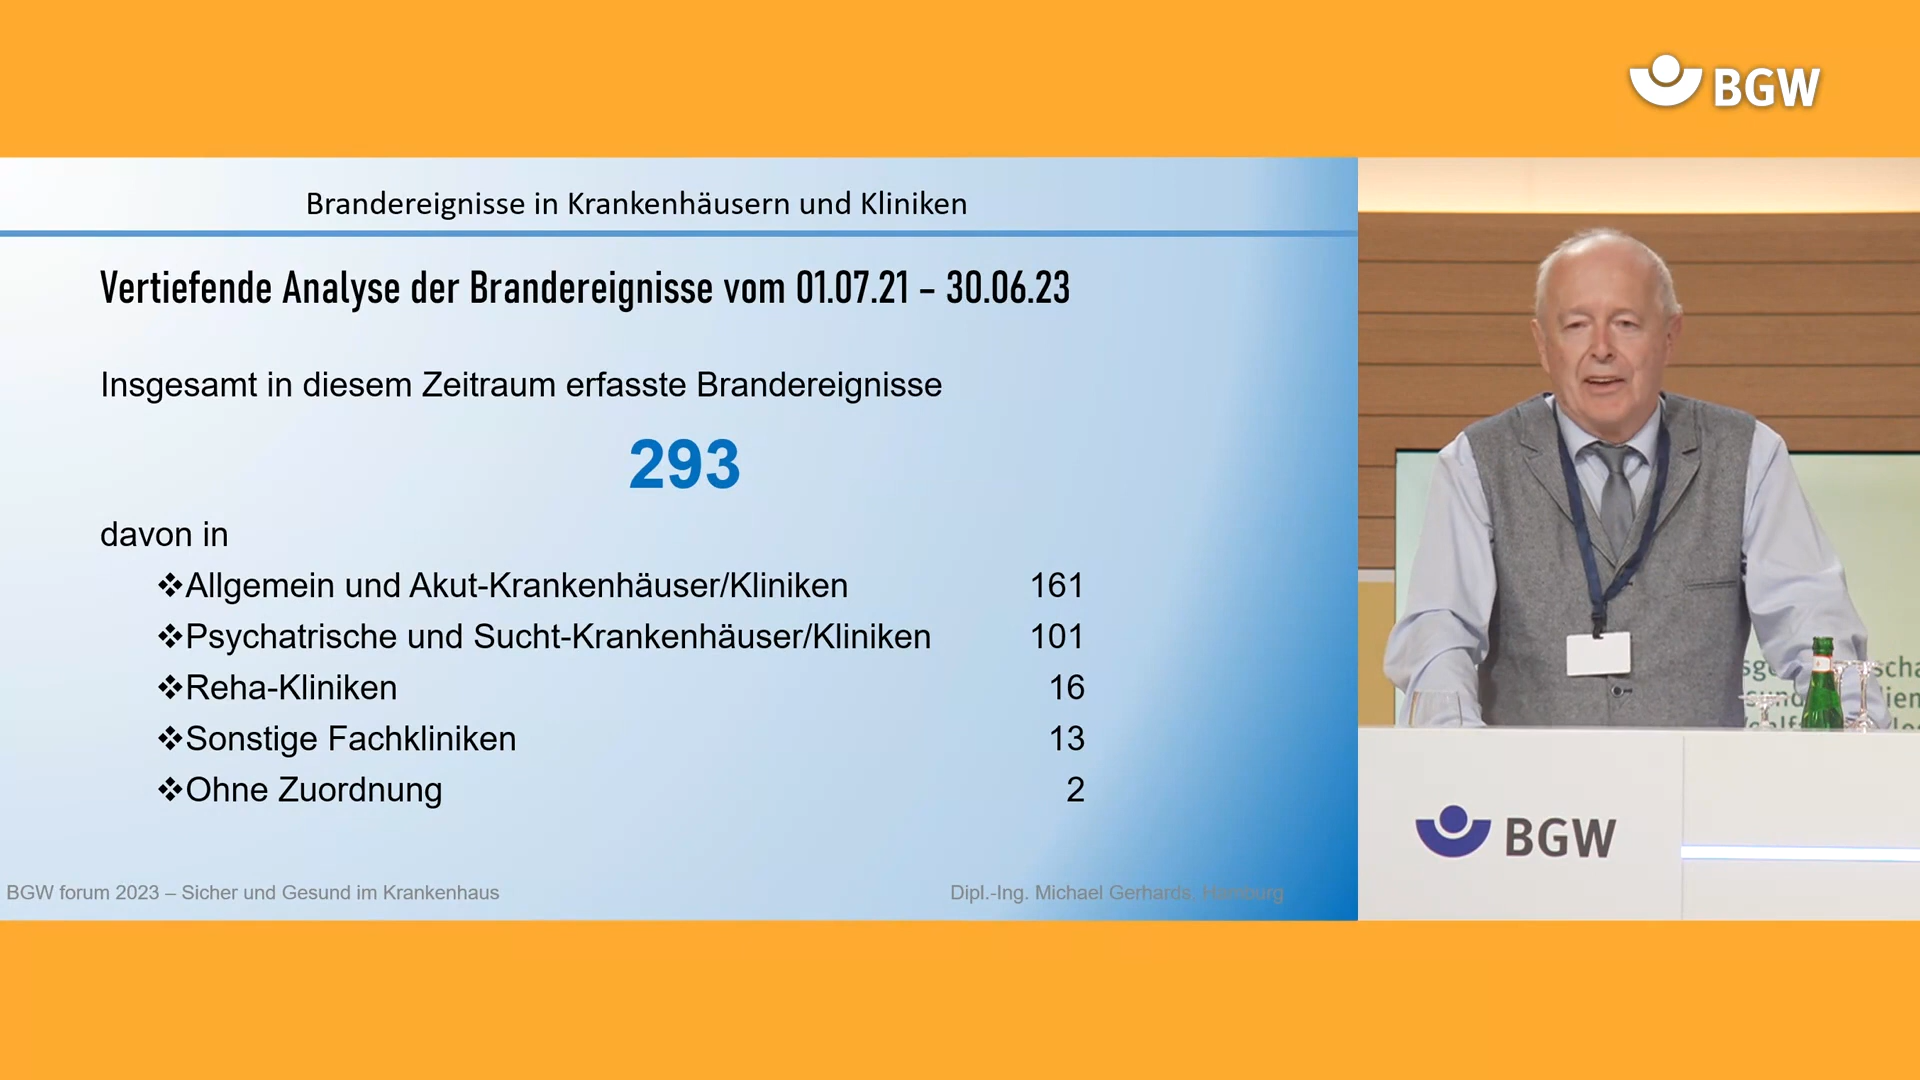 BGW
Brandereignisse in Krankenhäusern und Kliniken
Vertiefende Analyse der Brandereignisse vom 01.07.21 – 30.06.23
Insgesamt in diesem Zeitraum erfasste Brandereignisse
293
davon in
❖Allgemein und Akut-Krankenhäuser/Kliniken 161
❖Psychatrische und Sucht-Krankenhäuser/Kliniken 101
❖Reha-Kliniken 16
❖Sonstige Fachkliniken 13
❖Ohne Zuordnung 2
BGW forum 2023 – Sicher und Gesund im Krankenhaus
Dipl.-Ing. Michael Gerhards, Hamburg
BGW